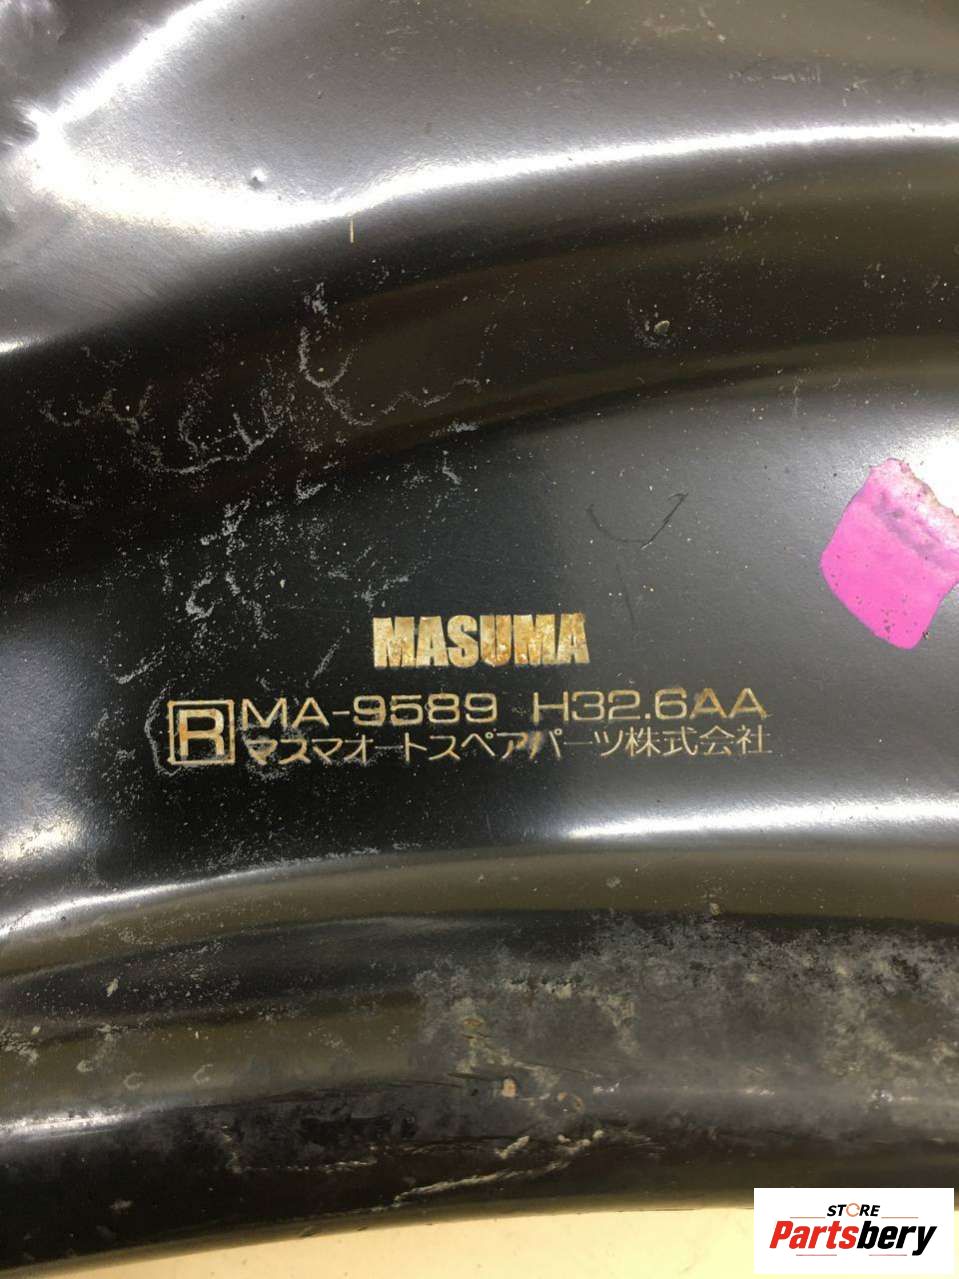 MASUMA
R MA-9589 H32.6AA
マスマオートスペアパーツ株式会社
STORE
Partsbery